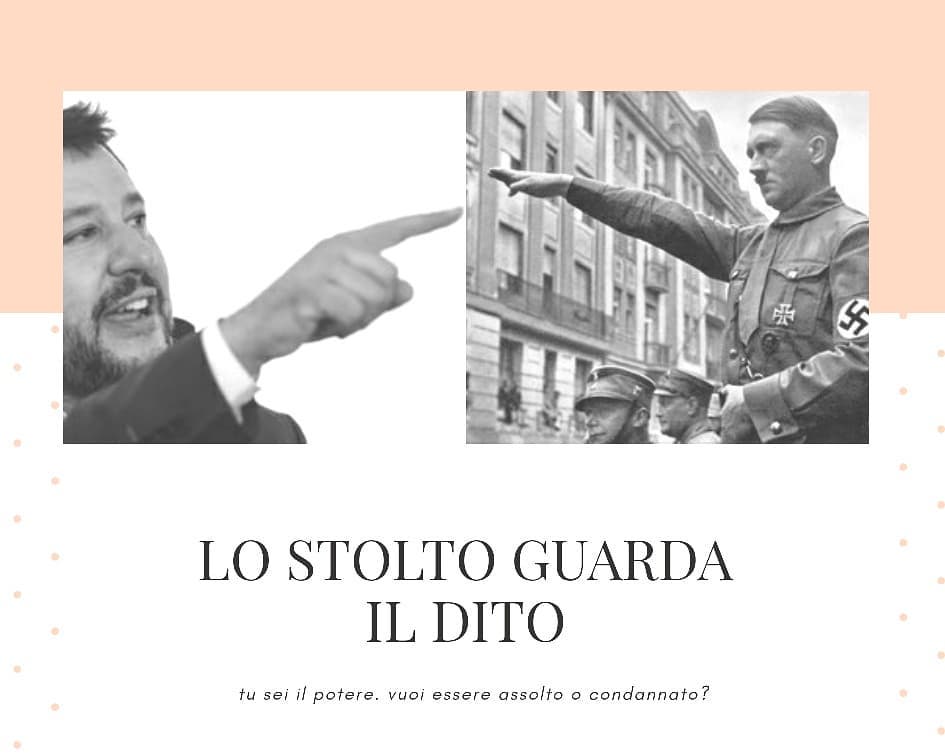 LO STOLTO GUARDA
IL DITO
tu sei il potere. vuoi essere assolto o condannato?